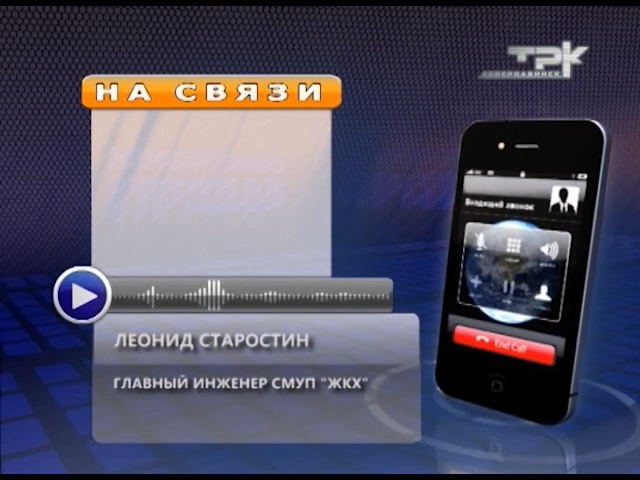 ТРК
СЕВЕРОДВИНСК
НА СВЯЗИ
Входящий звонок
End Call
ЛЕОНИД СТАРОСТИН
ГЛАВНЫЙ ИНЖЕНЕР СМУП "ЖКХ"